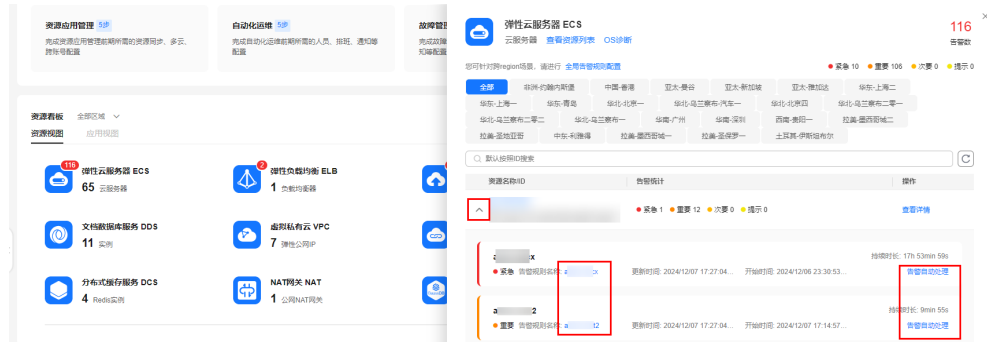 资源应用管理 5步
完成资源应用管理前期所需的资源同步、多云、
跨账号配置
自动化运维 5步
完成自动化运维前期所需的人员、排班、通知等
配置
故障管
完成故障
知等配置
资源看板 全部区域
资源视图 应用视图
116
弹性云服务器 ECS
65 云服务器
2
弹性负载均衡 ELB
1 负载均衡器
文档数据库服务 DDS
11 实例
虚拟私有云 VPC
7 弹性公网IP
分布式缓存服务 DCS
4 Redis实例
NAT网关 NAT
1 公网NAT网关
弹性云服务器 ECS
云服务器 查看资源列表 OS诊断
116
告警数
您可针对跨region场景，请进行 全局告警规则配置
紧急 10 重要 106 次要 0 提示 0
全部 非洲-约翰内斯堡 中国-香港 亚太-曼谷 亚太-新加坡 亚太-雅加达 华东-上海二
华东-上海一 华东-青岛 华北-北京一 华北-乌兰察布-汽车一 华北-北京四 华北-乌兰察布二零一
华北-乌兰察布二零二 华北-乌兰察布一 华南-广州 华南-深圳 西南-贵阳一 拉美-墨西哥城二
拉美-圣地亚哥 中东-利雅得 拉美-墨西哥城一 拉美-圣保罗一 土耳其-伊斯坦布尔
默认按照ID搜索
资源名称/ID 告警统计 操作
紧急 1 重要 12 次要 0 提示 0 查看详情
持续时长: 17h 53min 59s
紧急 告警规则名称: 更新时间: 2024/12/07 17:27:04... 开始时间: 2024/12/06 23:30:53... 告警自动处理
持续时长: 9min 55s
重要 告警规则名称: 更新时间: 2024/12/07 17:27:04... 开始时间: 2024/12/07 17:14:57... 告警自动处理